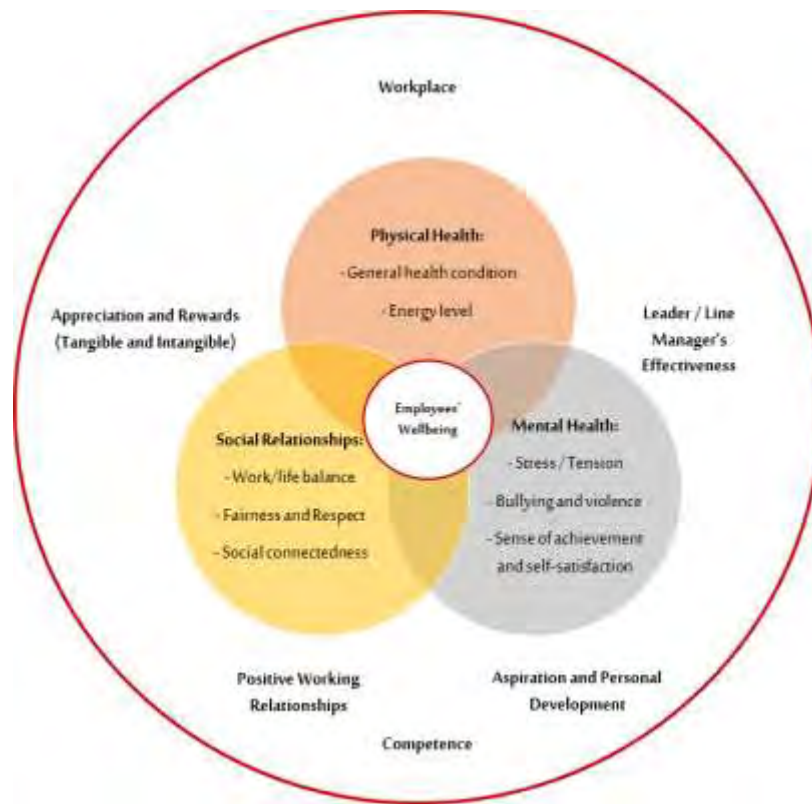 Workplace
Physical Health:
- General health condition
- Energy level
Appreciation and Rewards
(Tangible and Intangible)
Leader / Line
Manager's
Effectiveness
Employees'
Wellbeing
Social Relationships:
- Work/life balance
- Fairness and Respect
- Social connectedness
Mental Health:
- Stress / Tension
- Bullying and violence
- Sense of achievement
and self-satisfaction
Positive Working
Relationships
Aspiration and Personal
Development
Competence